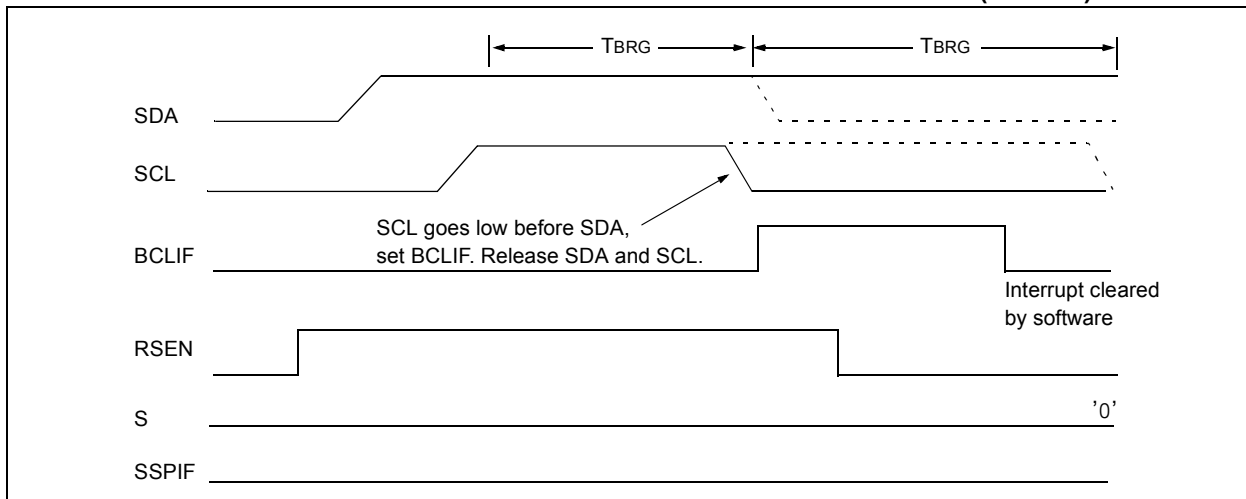 TBRG TBRG
SDA
SCL
SCL goes low before SDA,
set BCLIF. Release SDA and SCL.
BCLIF
Interrupt cleared
by software
RSEN
S '0'
SSPIF